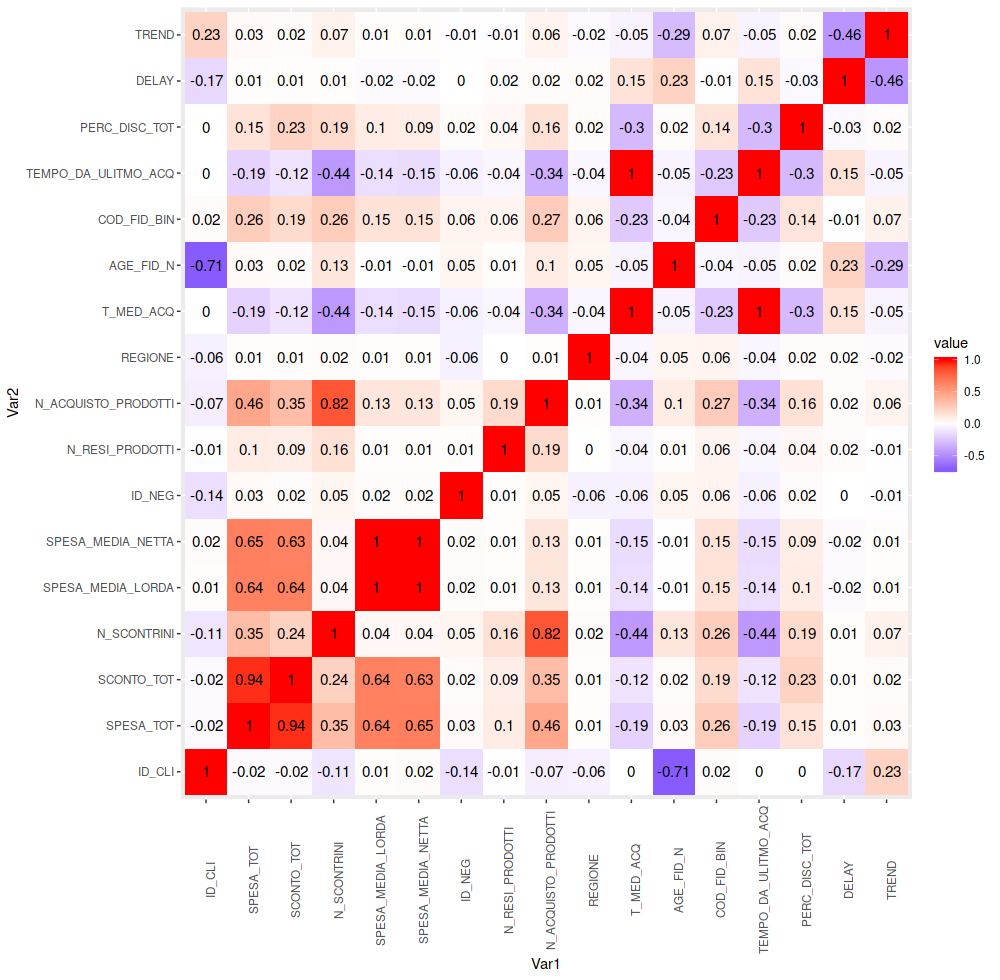 TREND 0.23 0.03 0.02 0.07 0.01 0.01 -0.01 -0.01 0.06 -0.02 -0.05 -0.29 0.07 -0.05 0.02 -0.46 1
DELAY -0.17 0.01 0.01 0.01 -0.02 -0.02 0 0.02 0.02 0.02 0.15 0.23 -0.01 0.15 -0.03 1 -0.46
PERC_DISC_TOT 0 0.15 0.23 0.19 0.1 0.09 0.02 0.04 0.16 0.02 -0.3 0.02 0.14 -0.3 1 -0.03 0.02
TEMPO_DA_ULITMO_ACQ 0 -0.19 -0.12 -0.44 -0.14 -0.15 -0.06 -0.04 -0.34 -0.04 1 -0.05 -0.23 1 -0.3 0.15 -0.05
COD_FID_BIN 0.02 0.26 0.19 0.26 0.15 0.15 0.06 0.06 0.27 0.06 -0.23 -0.04 1 -0.23 0.14 -0.01 0.07
AGE_FID_N -0.71 0.03 0.02 0.13 -0.01 -0.01 0.05 0.01 0.1 0.05 -0.05 1 -0.04 -0.05 0.02 0.23 -0.29
T_MED_ACQ 0 -0.19 -0.12 -0.44 -0.14 -0.15 -0.06 -0.04 -0.34 -0.04 1 -0.05 -0.23 1 -0.3 0.15 -0.05
REGIONE -0.06 0.01 0.01 0.02 0.01 0.01 -0.06 0 0.01 1 -0.04 0.05 0.06 -0.04 0.02 0.02 -0.02
N_ACQUISTO_PRODOTTI -0.07 0.46 0.35 0.82 0.13 0.13 0.05 0.19 1 0.01 -0.34 0.1 0.27 -0.34 0.16 0.02 0.06
N_RESI_PRODOTTI -0.01 0.1 0.09 0.16 0.01 0.01 0.01 1 0.19 0 -0.04 0.01 0.06 -0.04 0.04 0.02 -0.01
ID_NEG -0.14 0.03 0.02 0.05 0.02 0.02 1 0.01 0.05 -0.06 -0.06 0.05 0.06 -0.06 0.02 0 -0.01
SPESA_MEDIA_NETTA 0.02 0.65 0.63 0.04 1 1 0.02 0.01 0.13 0.01 -0.15 -0.01 0.15 -0.15 0.09 -0.02 0.01
SPESA_MEDIA_LORDA 0.01 0.64 0.64 0.04 1 1 0.02 0.01 0.13 0.01 -0.14 -0.01 0.15 -0.14 0.1 -0.02 0.01
N_SCONTRINI -0.11 0.35 0.24 1 0.04 0.04 0.05 0.16 0.82 0.02 -0.44 0.13 0.26 -0.44 0.19 0.01 0.07
SCONTO_TOT -0.02 0.94 1 0.24 0.64 0.63 0.02 0.09 0.35 0.01 -0.12 0.02 0.19 -0.12 0.23 0.01 0.02
SPESA_TOT -0.02 1 0.94 0.35 0.64 0.65 0.03 0.1 0.46 0.01 -0.19 0.03 0.26 -0.19 0.15 0.01 0.03
ID_CLI 1 -0.02 -0.02 -0.11 0.01 0.02 -0.14 -0.01 -0.07 -0.06 0 -0.71 0.02 0 0 -0.17 0.23
Var2
ID_CLI
SPESA_TOT
SCONTO_TOT
N_SCONTRINI
SPESA_MEDIA_LORDA
SPESA_MEDIA_NETTA
ID_NEG
N_RESI_PRODOTTI
N_ACQUISTO_PRODOTTI
REGIONE
T_MED_ACQ
AGE_FID_N
COD_FID_BIN
TEMPO_DA_ULITMO_ACQ
PERC_DISC_TOT
DELAY
TREND
Var1
value
1.0
0.5
0.0
-0.5